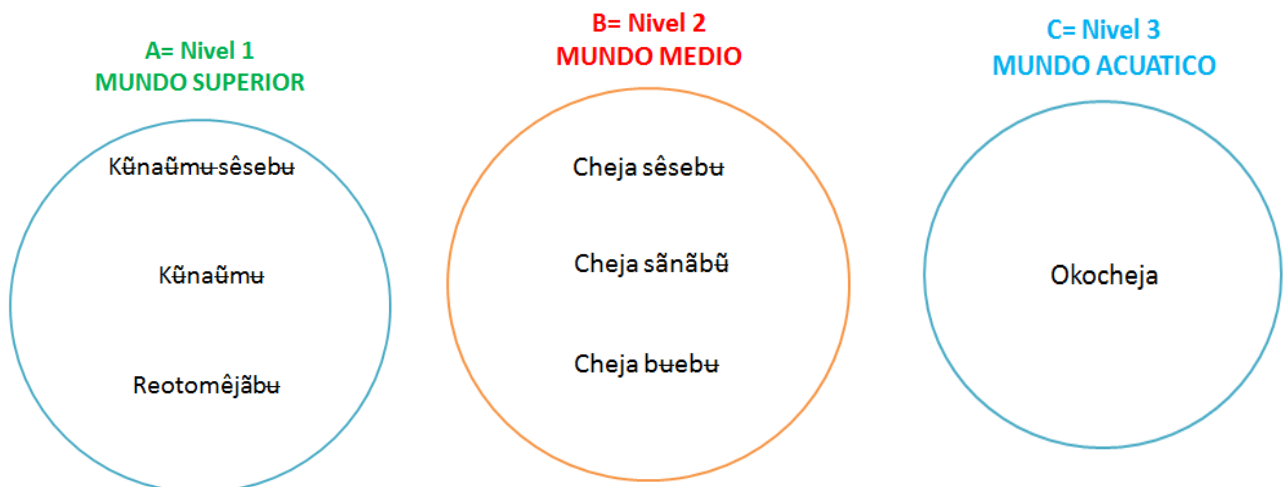 A= Nivel 1
MUNDO SUPERIOR
Kʉ̃naʉ̃mʉ sêsebʉ
Kʉ̃naʉ̃mʉ
Reotomêjãbʉ
B= Nivel 2
MUNDO MEDIO
Cheja sêsebʉ
Cheja sãnãbʉ̃
Cheja bʉebʉ
C= Nivel 3
MUNDO ACUATICO
Okocheja